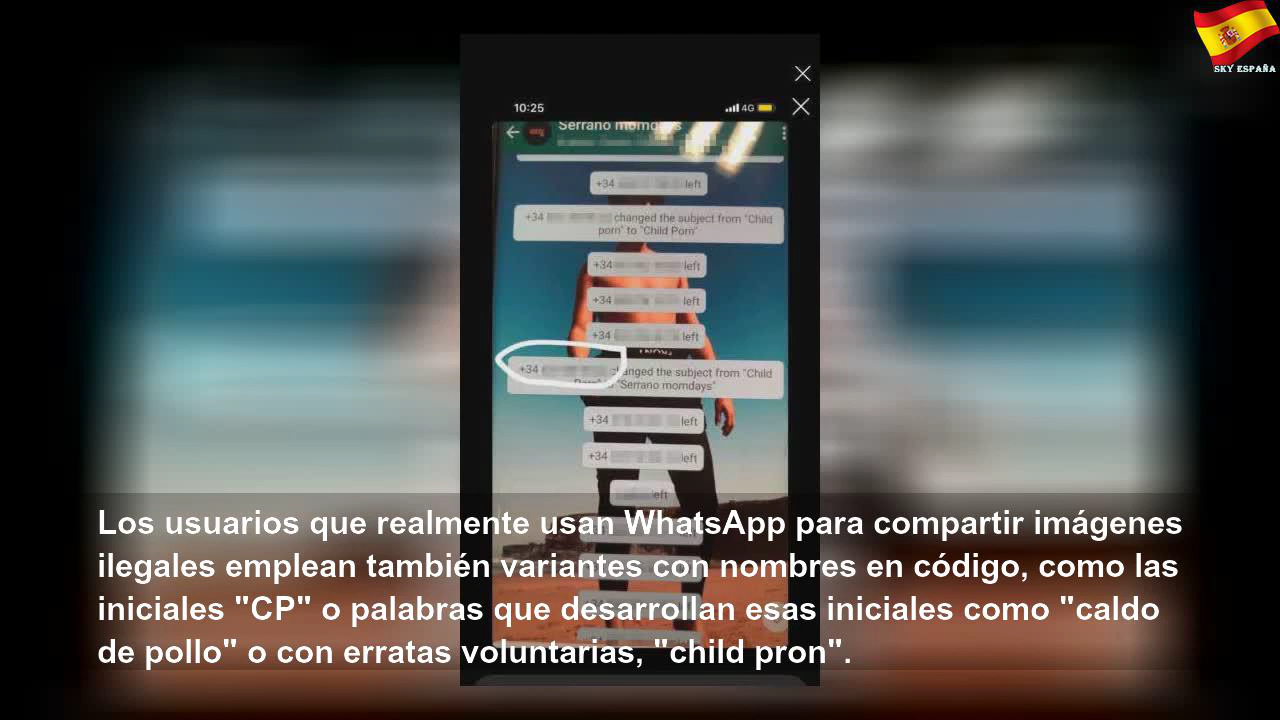 SKY ESPAÑA
10:25
4G
Serrano momdays
+34 left
+34 changed the subject from "Child
porn" to "Child Porn"
+34 left
+34 left
+34 left
+34 changed the subject from "Child
Porn" to "Serrano momdays"
+34 left
+34 left
left
Los usuarios que realmente usan WhatsApp para compartir imágenes
ilegales emplean también variantes con nombres en código, como las
iniciales "CP" o palabras que desarrollan esas iniciales como "caldo
de pollo" o con erratas voluntarias, "child pron".